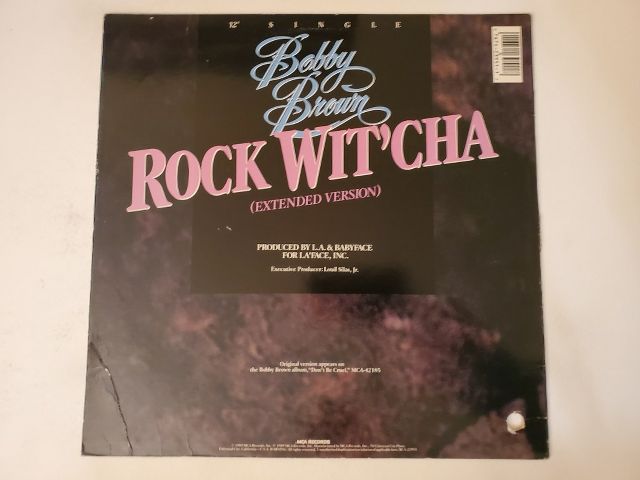 12" SINGLE
Bobby
Brown
ROCK WIT'CHA
(EXTENDED VERSION)
PRODUCED BY L.A. & BABYFACE
FOR LA'FACE, INC.
Executive Producer: Louil Silas, Jr.
Original version appears on
the Bobby Brown album, "Don't Be Cruel," MCA-42185
MCA RECORDS